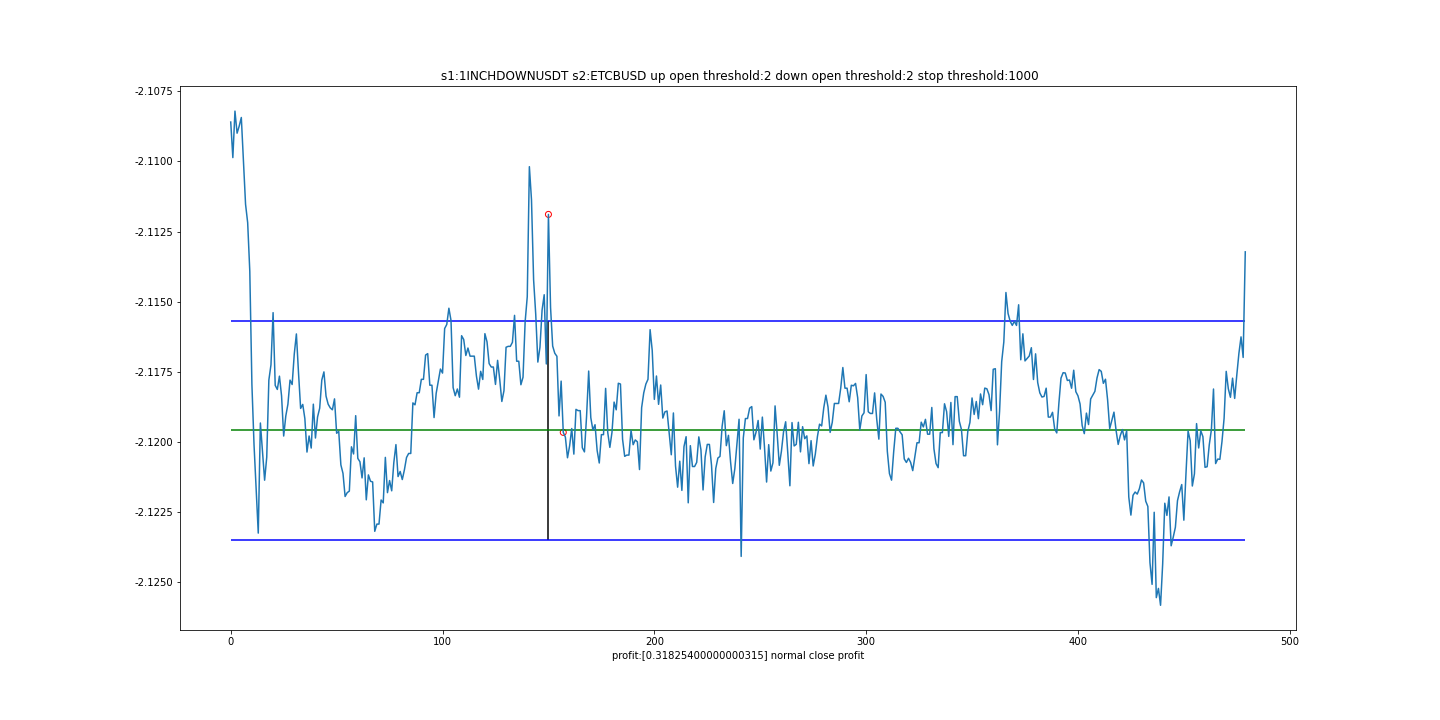 s1:1INCHDOWNUSDT s2:ETCBUSD up open threshold:2 down open threshold:2 stop threshold:1000
-2.1075
-2.1100
-2.1125
-2.1150
-2.1175
-2.1200
-2.1225
-2.1250
0 100 200 300 400 500
profit:[0.31825400000000315] normal close profit